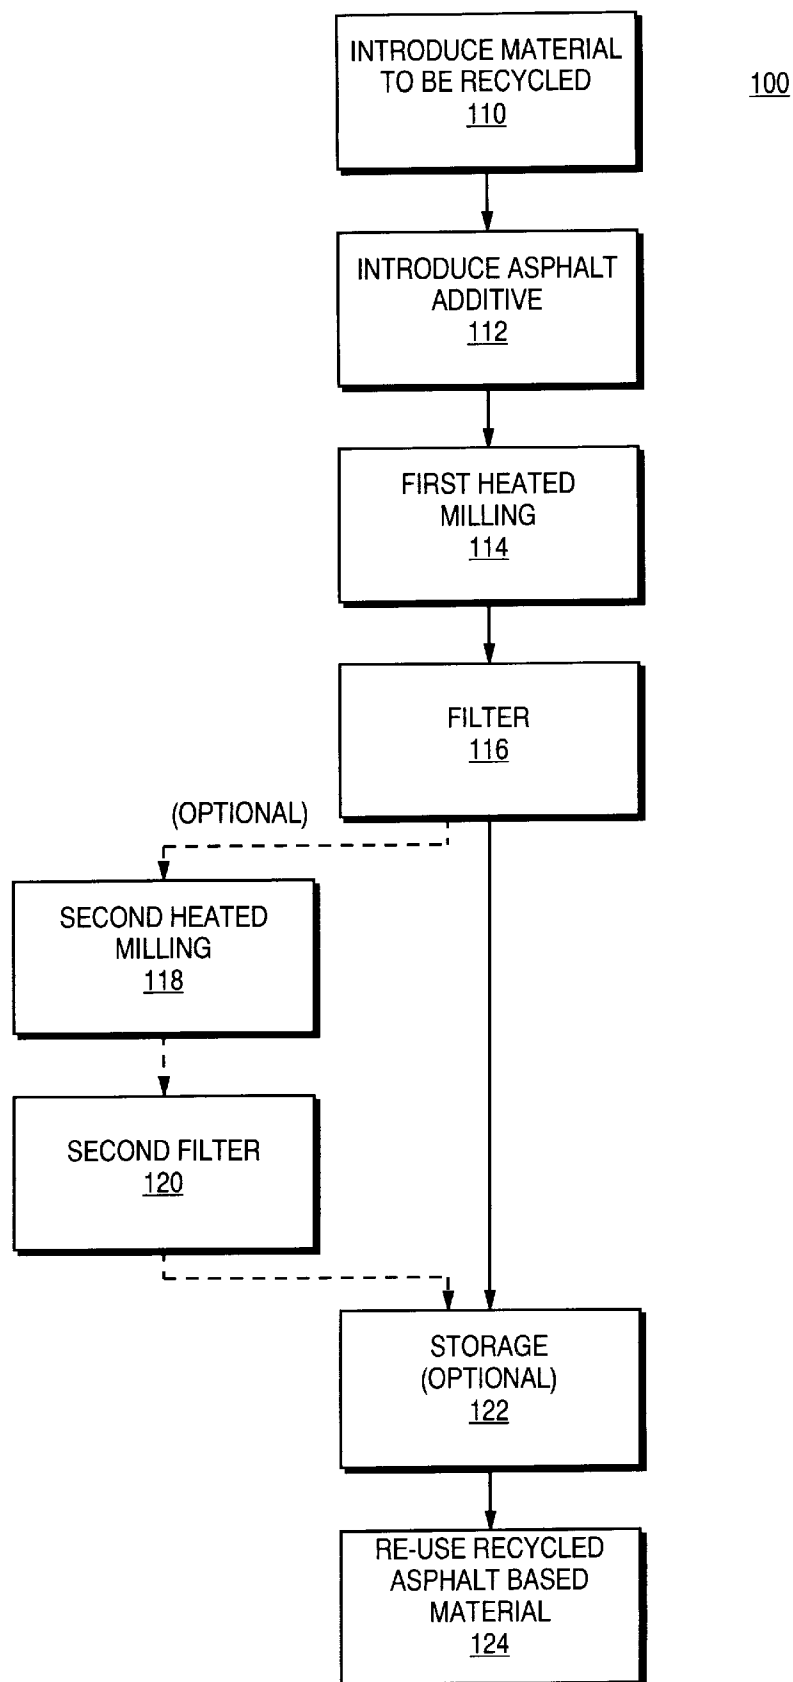 INTRODUCE MATERIAL
TO BE RECYCLED
110
100
INTRODUCE ASPHALT
ADDITIVE
112
FIRST HEATED
MILLING
114
FILTER
116
(OPTIONAL)
SECOND HEATED
MILLING
118
SECOND FILTER
120
STORAGE
(OPTIONAL)
122
RE-USE RECYCLED
ASPHALT BASED
MATERIAL
124